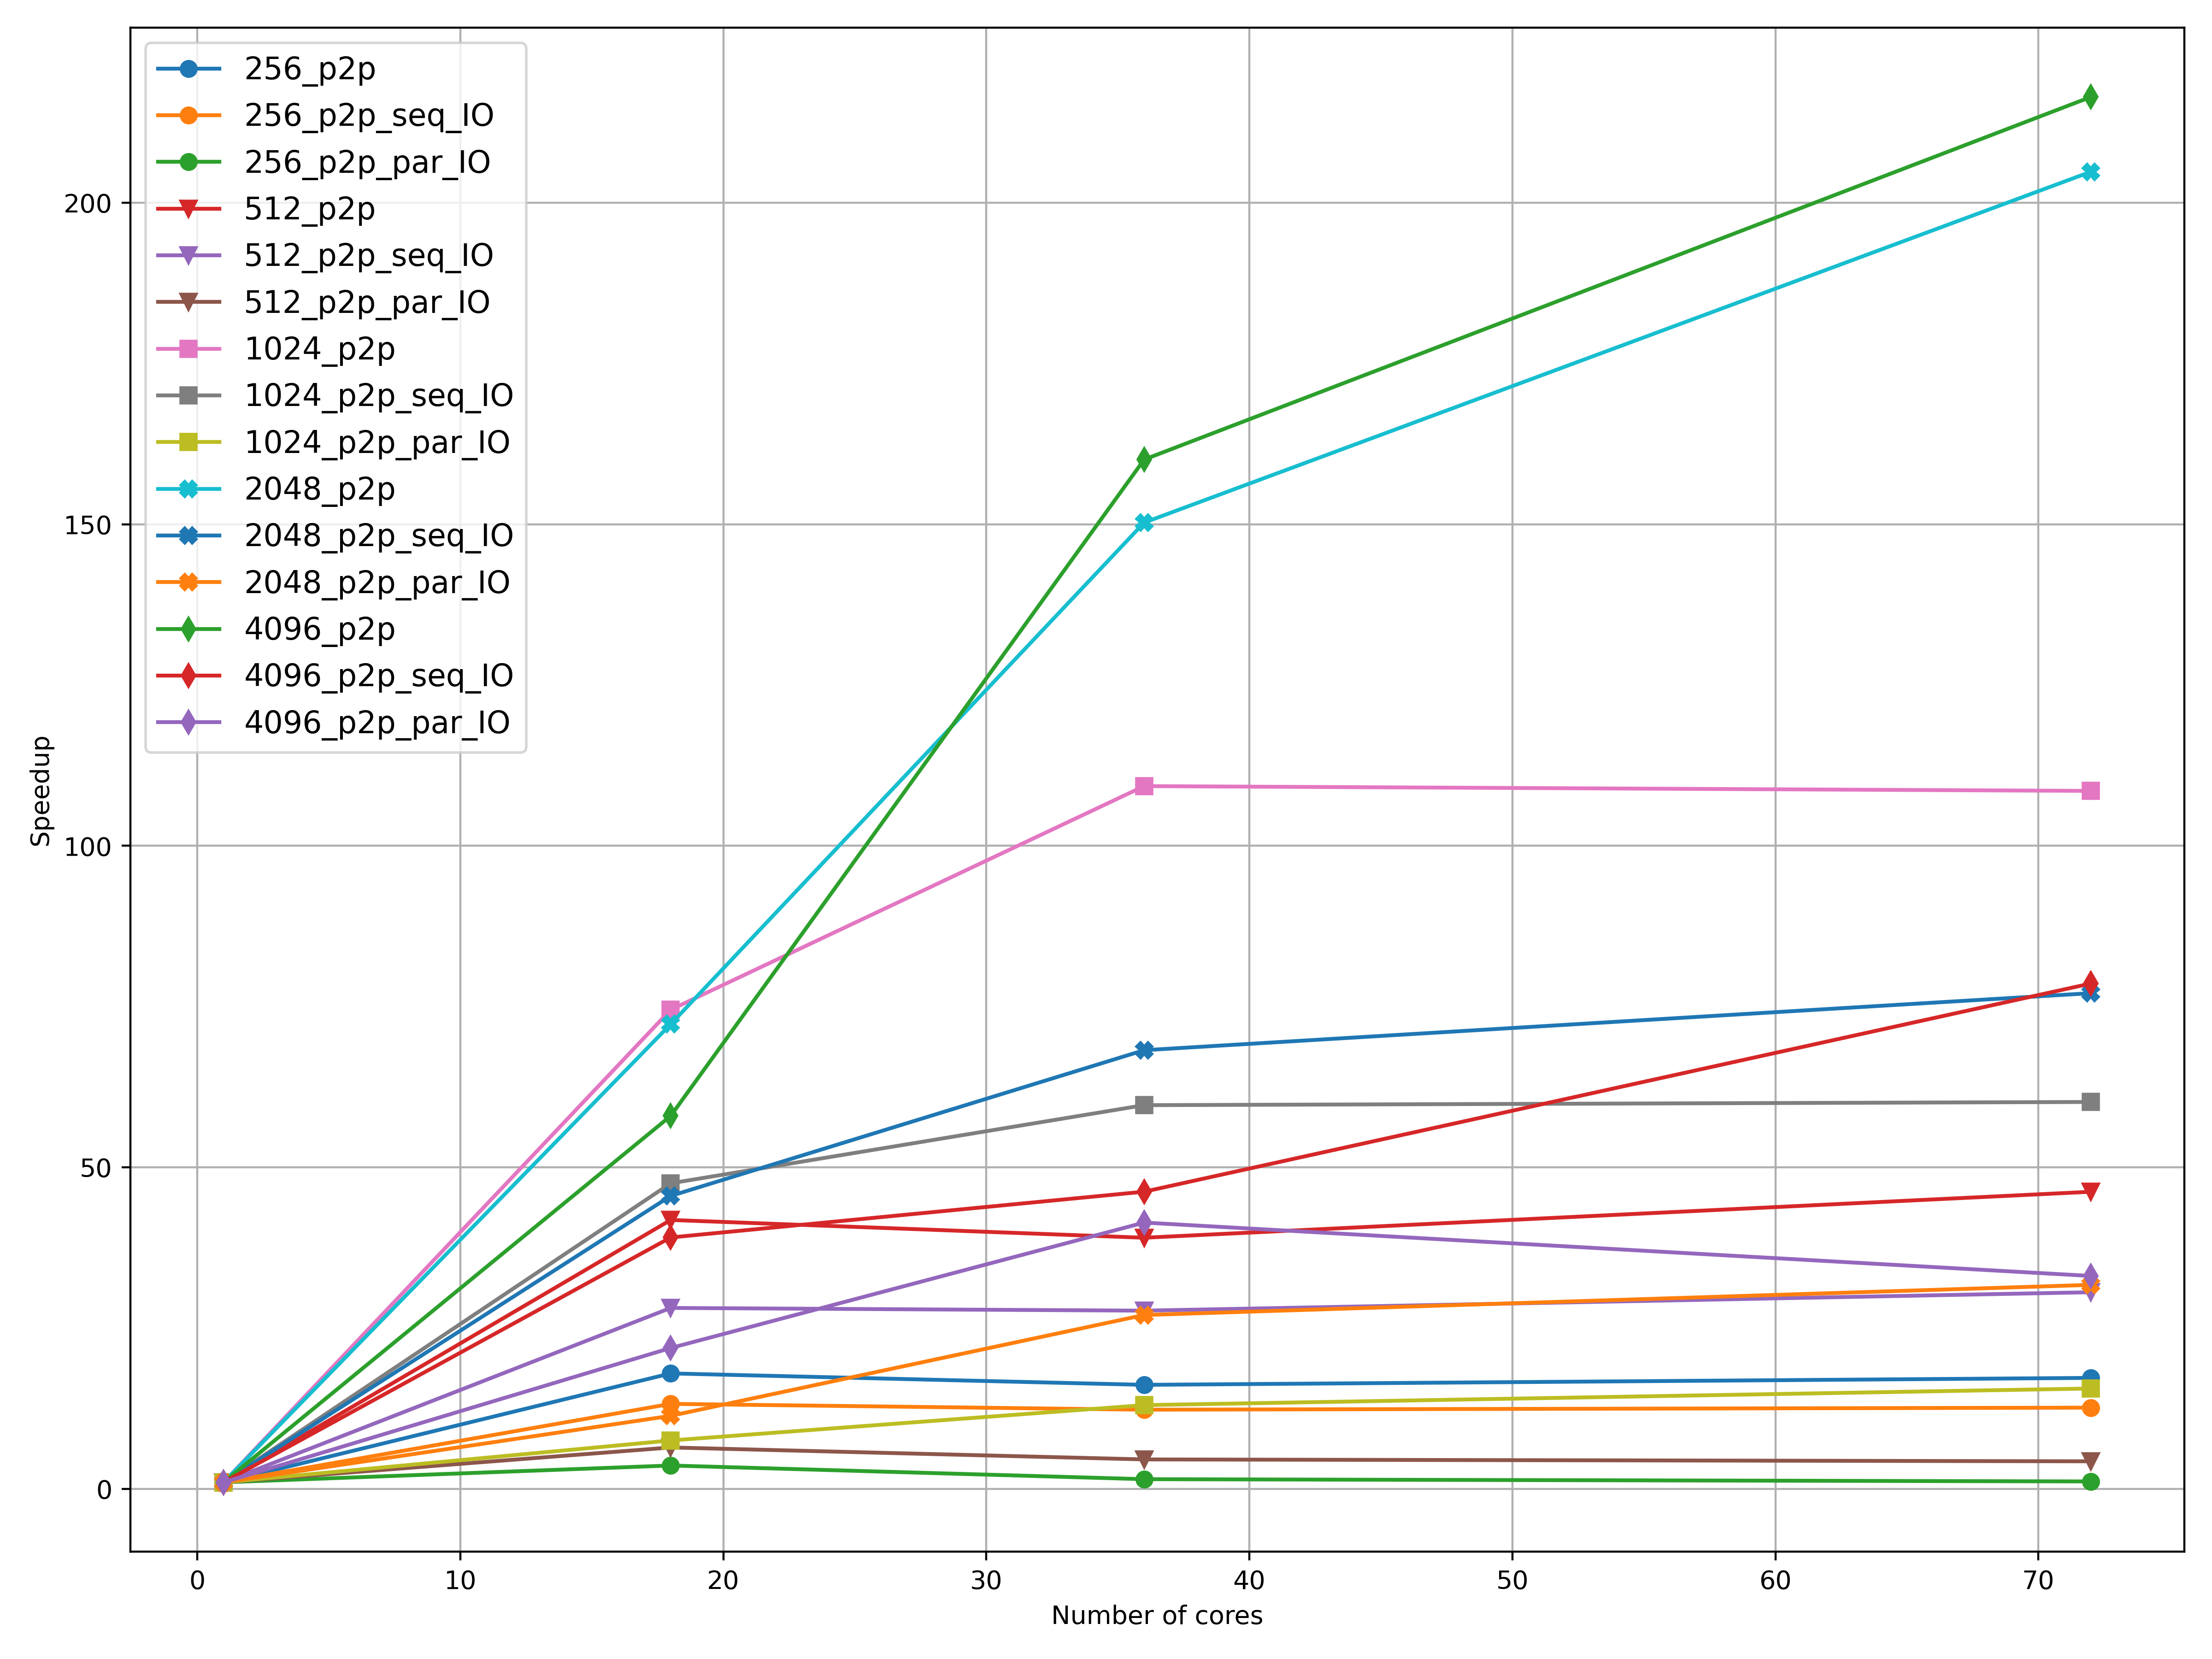 256_p2p
256_p2p_seq_IO
256_p2p_par_IO
512_p2p
512_p2p_seq_IO
512_p2p_par_IO
1024_p2p
1024_p2p_seq_IO
1024_p2p_par_IO
2048_p2p
2048_p2p_seq_IO
2048_p2p_par_IO
4096_p2p
4096_p2p_seq_IO
4096_p2p_par_IO
Speedup
200
150
100
50
0
0 10 20 30 40 50 60 70
Number of cores